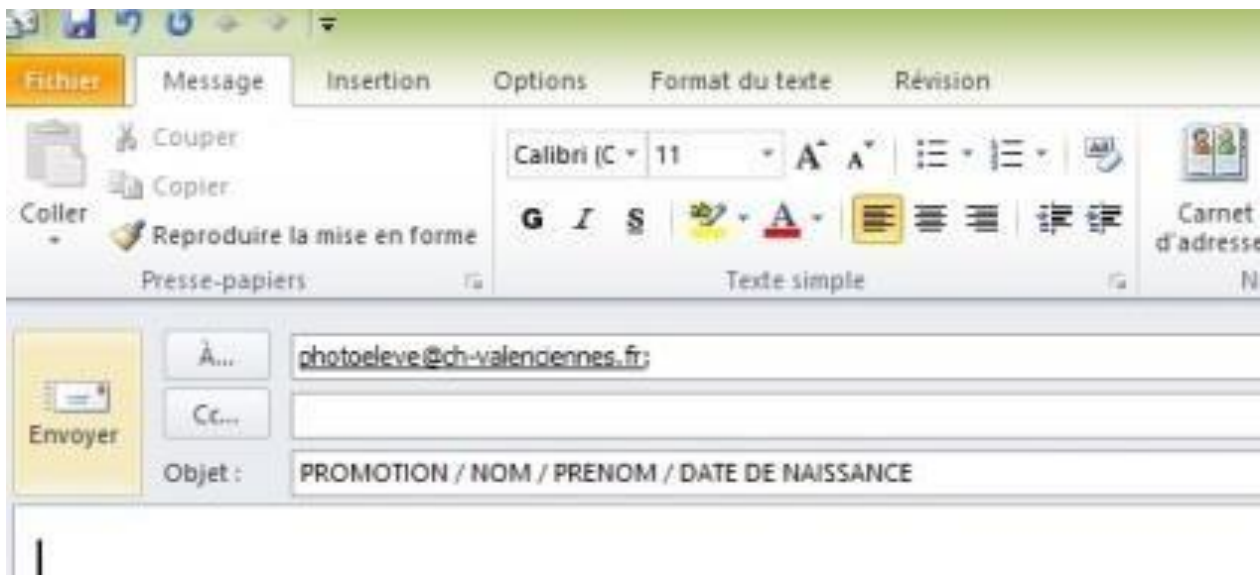 Fichier Message Insertion Options Format du texte Révision
Couper
Copier
Coller
Reproduire la mise en forme
Presse-papiers
Calibri (C 11
G I S
Texte simple
Carnet
d'adresse
N
Envoyer
À...
photoeleve@ch-valenciennes.fr;
Cc...
Objet : PROMOTION / NOM / PRENOM / DATE DE NAISSANCE